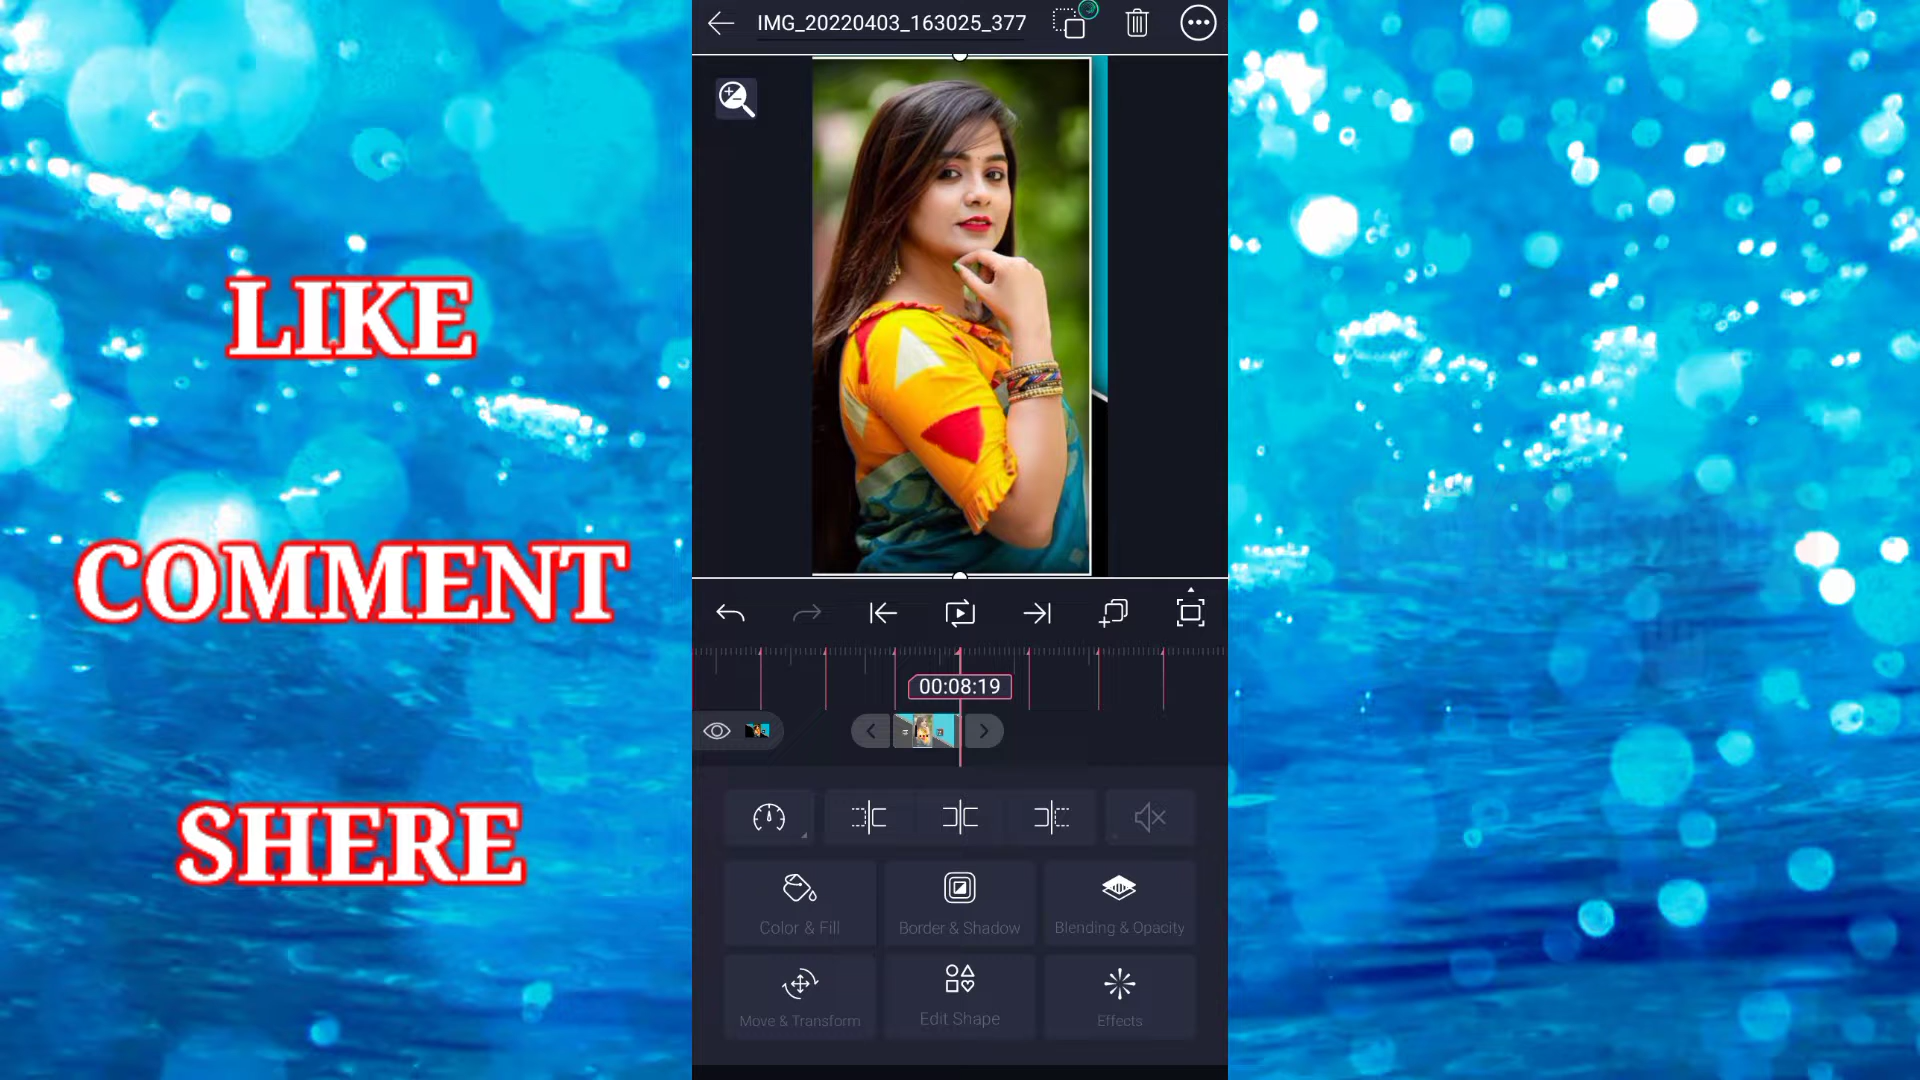 IMG_20220403_163025_377
LIKE
COMMENT
SHERE
00:08:19
Color & Fill
Border & Shadow
Blending & Opacity
Move & Transform
Edit Shape
Effects